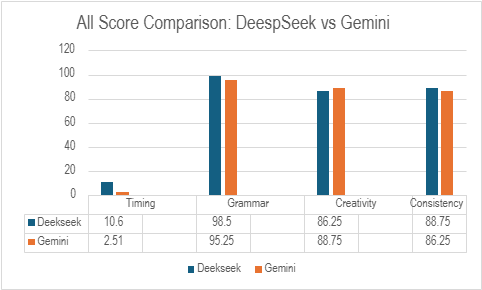 All Score Comparison: DeespSeek vs Gemini
120
100
80
60
40
20
0
Timing Grammar Creativity Consistency
Deekseek 10.6 98.5 86.25 88.75
Gemini 2.51 95.25 88.75 86.25
Deekseek Gemini